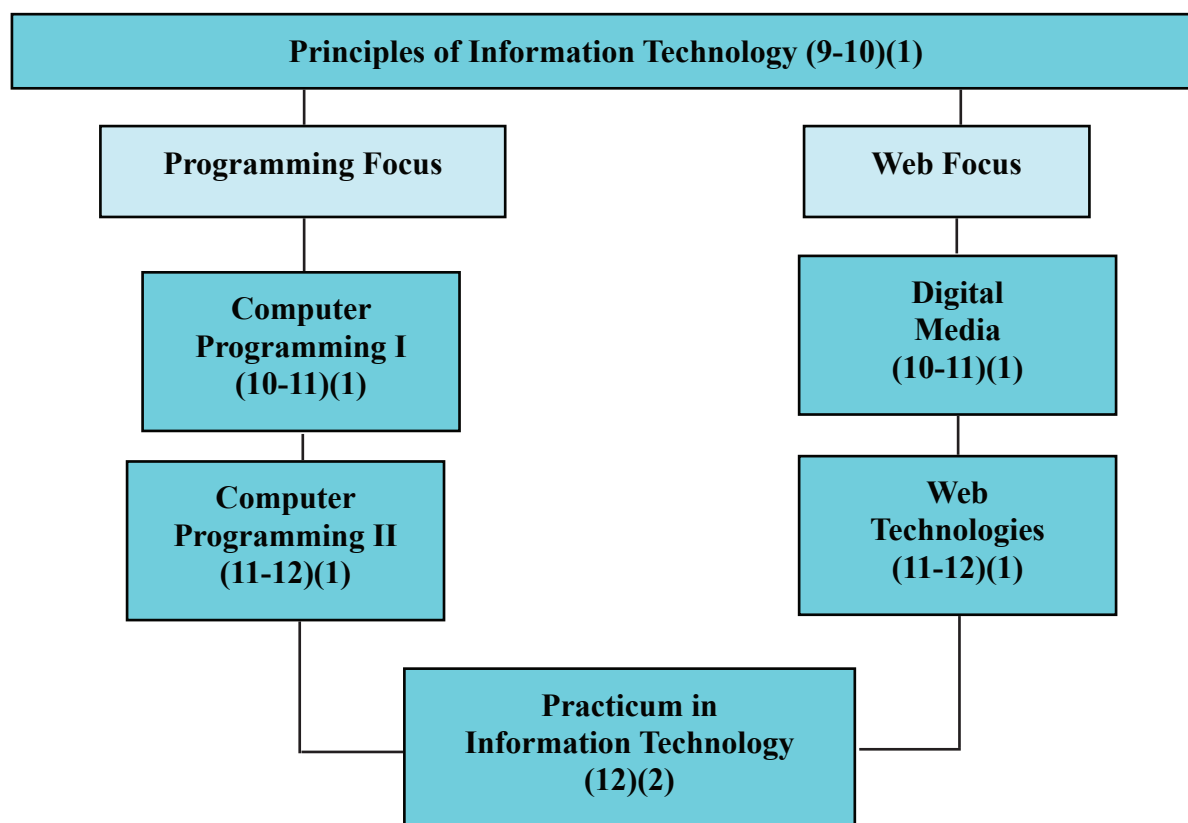 Principles of Information Technology (9-10)(1)
Programming Focus
Web Focus
Computer
Programming I
(10-11)(1)
Digital
Media
(10-11)(1)
Computer
Programming II
(11-12)(1)
Web
Technologies
(11-12)(1)
Practicum in
Information Technology
(12)(2)